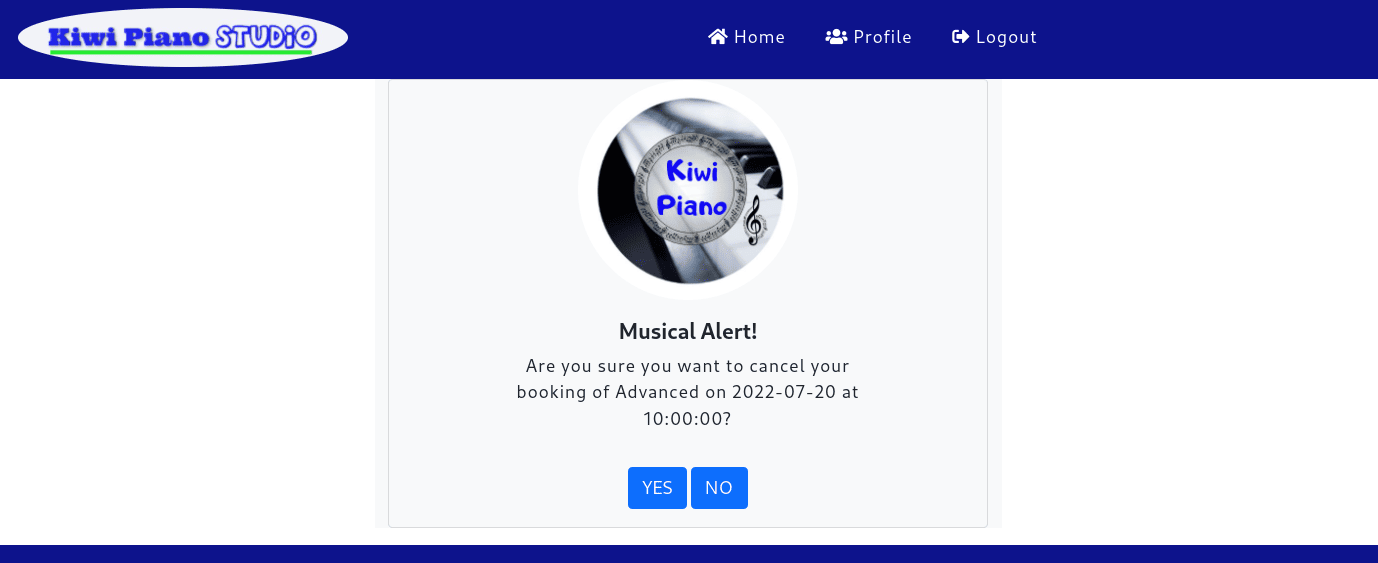 Kiwi Piano STUDiO
Home
Profile
Logout
Kiwi
Piano
Musical Alert!
Are you sure you want to cancel your
booking of Advanced on 2022-07-20 at
10:00:00?
YES
NO